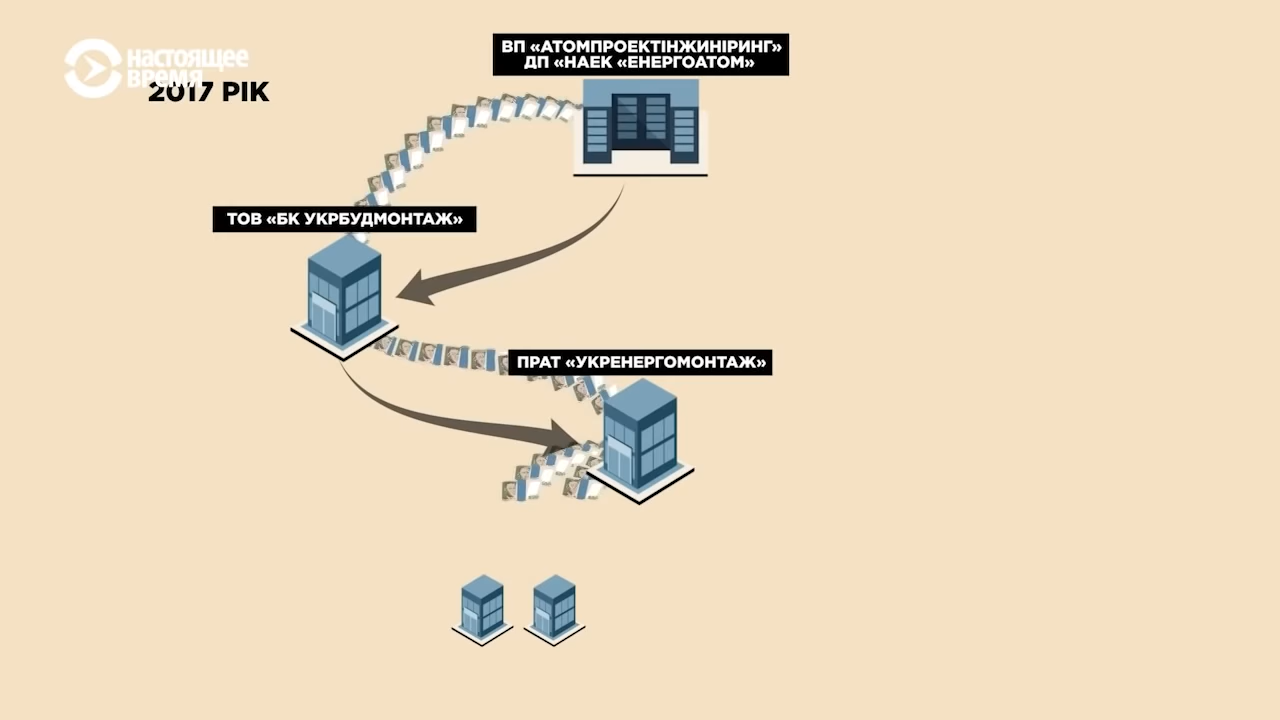 настоящее
время
2017 РІК
ВП «АТОМПРОЕКТІНЖИНІРИНГ»
ДП «НАЕК «ЕНЕРГОАТОМ»
ТОВ «БК УКРБУДМОНТАЖ»
ПРАТ «УКРЕНЕРГОМОНТАЖ»